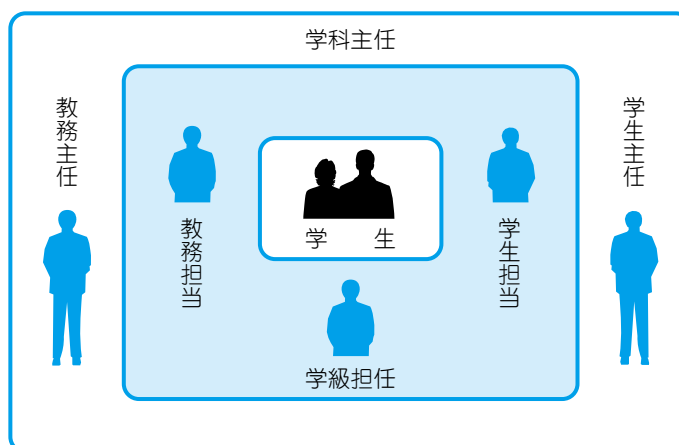 学科主任
教務主任
学生主任
教務担当
学生担当
学　生
学級担任